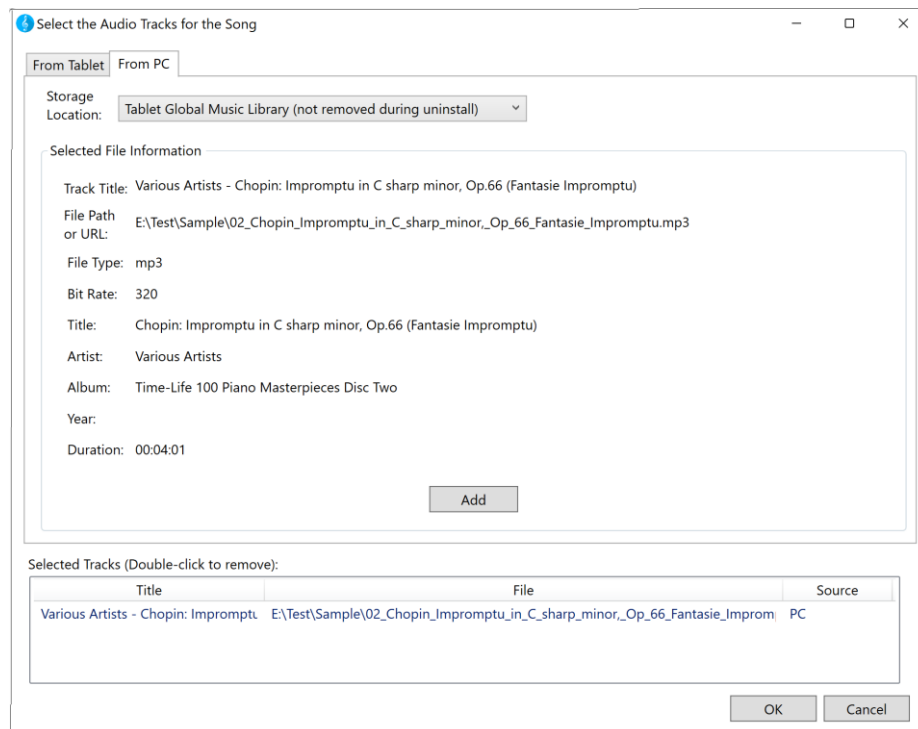 Select the Audio Tracks for the Song
From Tablet
From PC
Storage
Location:
Tablet Global Music Library (not removed during uninstall)
Selected File Information
Track Title: Various Artists - Chopin: Impromptu in C sharp minor, Op.66 (Fantasie Impromptu)
File Path
or URL:
E:\Test\Sample\02_Chopin_Impromptu_in_C_sharp_minor,_Op_66_Fantasie_Impromptu.mp3
File Type: mp3
Bit Rate: 320
Title: Chopin: Impromptu in C sharp minor, Op.66 (Fantasie Impromptu)
Artist: Various Artists
Album: Time-Life 100 Piano Masterpieces Disc Two
Year:
Duration: 00:04:01
Add
Selected Tracks (Double-click to remove):
Title File Source
Various Artists - Chopin: Impromptu E:\Test\Sample\02_Chopin_Impromptu_in_C_sharp_minor,_Op_66_Fantasie_Improm PC
OK Cancel